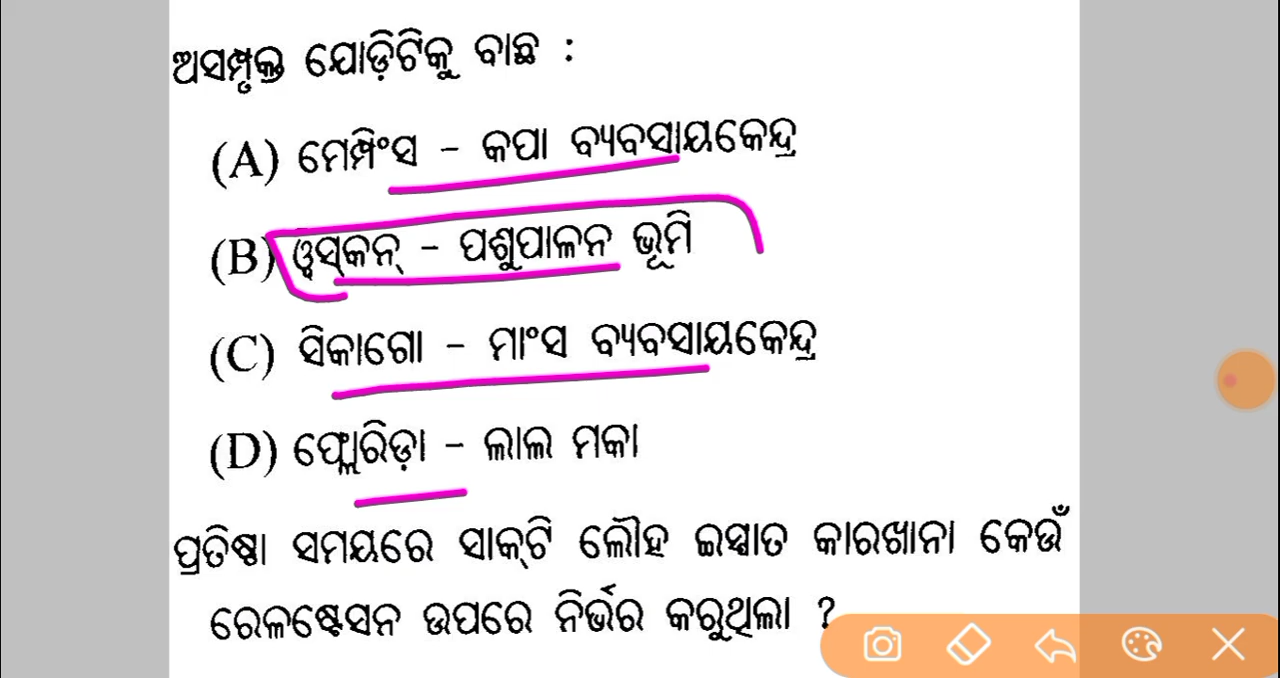 ଅସମ୍ପୃକ୍ତ ଯୋଡ଼ିଟିକୁ ବାଛ :
(A) ମେମ୍ପିଂସ – କପା ବ୍ୟବସାୟକେନ୍ଦ୍ର
(B) ୱସ୍‌କନ୍ – ପଶୁପାଳନ ଭୂମି
(C) ସିକାଗୋ – ମାଂସ ବ୍ୟବସାୟକେନ୍ଦ୍ର
(D) ଫ୍ଲୋରିଡ଼ା – ଲାଲ ମକା
ପ୍ରତିଷ୍ଠା ସମୟରେ ସାକ୍‌ଚି ଲୌହ ଇସ୍ପାତ କାରଖାନା କେଉଁ
ରେଳଷ୍ଟେସନ ଉପରେ ନିର୍ଭର କରୁଥିଲା ?